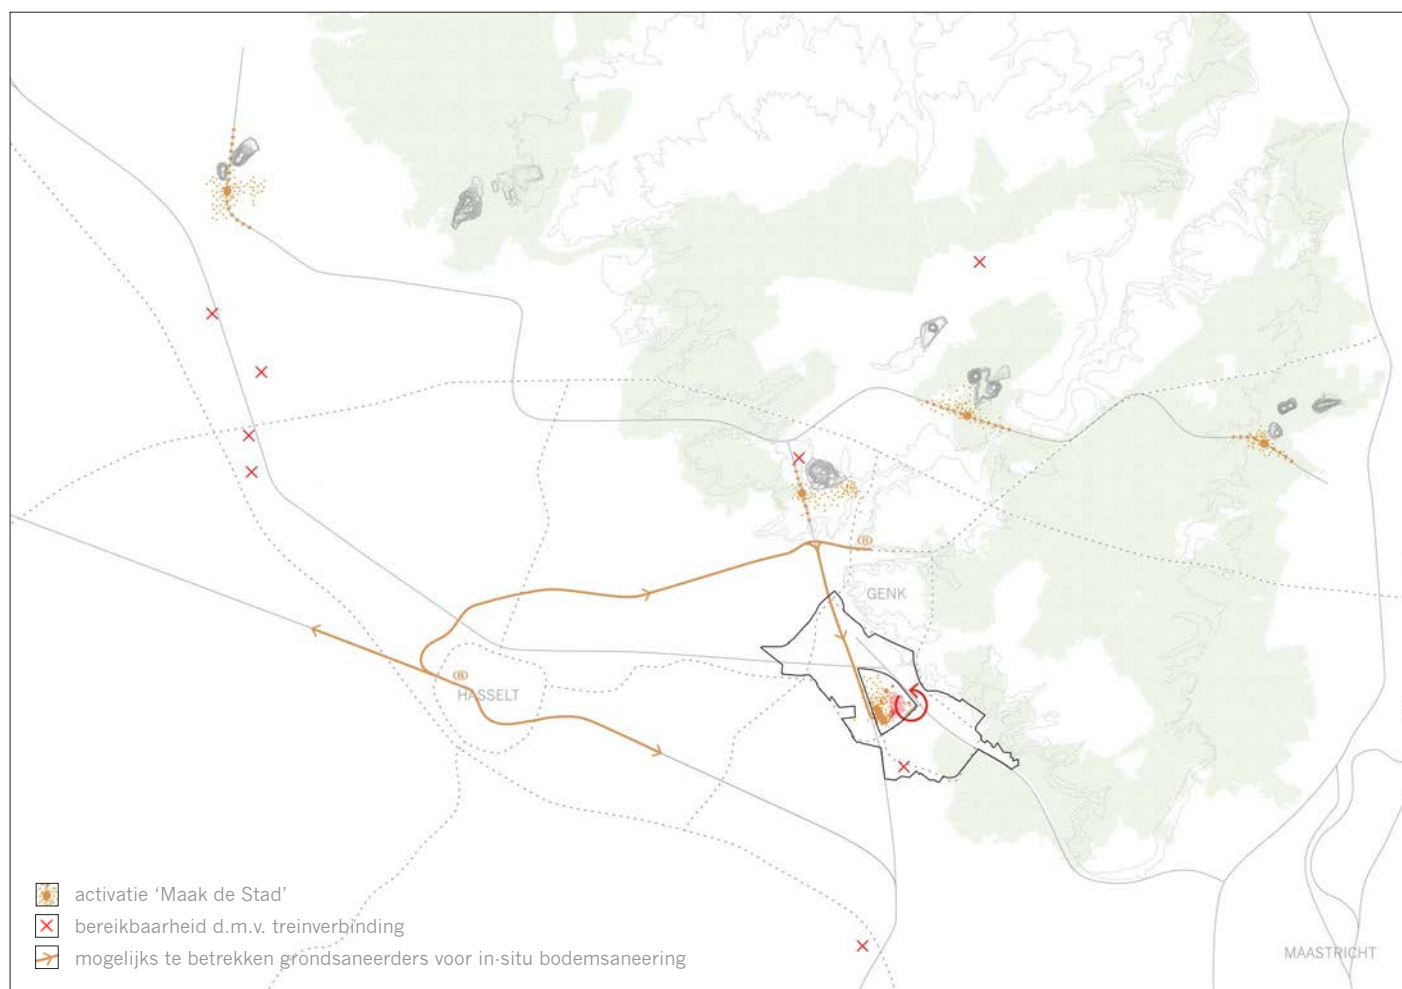 GENK
HASSELT
activatie ‘Maak de Stad’
bereikbaarheid d.m.v. treinverbinding
MAASTRICHT
mogelijks te betrekken grondsaneerders voor in-situ bodemsaneering